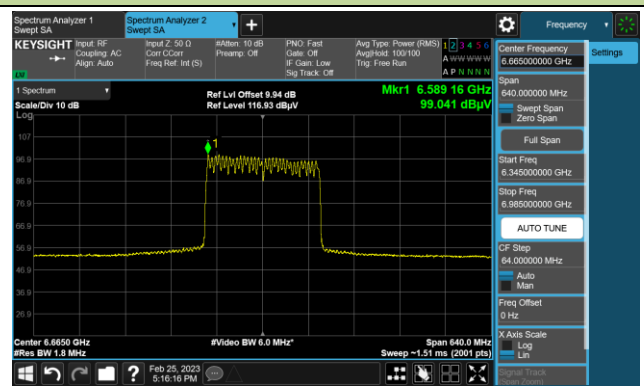 Spectrum Analyzer 1
Swept SA
Spectrum Analyzer 2
Swept SA
Frequency
KEYSIGHT
Input: RF
Coupling: AC
Align: Auto
Input Z: 50 Ω
Corr CCorr
Freq Ref: Int (S)
#Atten: 10 dB
Preamp: Off
PNO: Fast
Gate: Off
IF Gain: Low
Sig Track: Off
Avg Type: Power (RMS)
Avg|Hold: 100/100
Trig: Free Run
1 2 3 4 5 6
A W W W W W
A P N N N N
LW
1 Spectrum
Scale/Div 10 dB
Log
Ref Lvl Offset 9.94 dB
Ref Level 116.93 dBµV
Mkr1 6.589 16 GHz
99.041 dBµV
107
96.9
86.9
76.9
66.9
56.9
46.9
36.9
26.9
1
Center 6.6650 GHz
#Res BW 1.8 MHz
#Video BW 6.0 MHz*
Span 640.0 MHz
Sweep ~1.51 ms (2001 pts)
Feb 25, 2023
5:16:16 PM
Center Frequency
6.665000000 GHz
Span
640.000000 MHz
Swept Span
Zero Span
Full Span
Start Freq
6.345000000 GHz
Stop Freq
6.985000000 GHz
AUTO TUNE
CF Step
64.000000 MHz
Auto
Man
Freq Offset
0 Hz
X Axis Scale
Log
Lin
Signal Track
(Span Zoom)
Settings